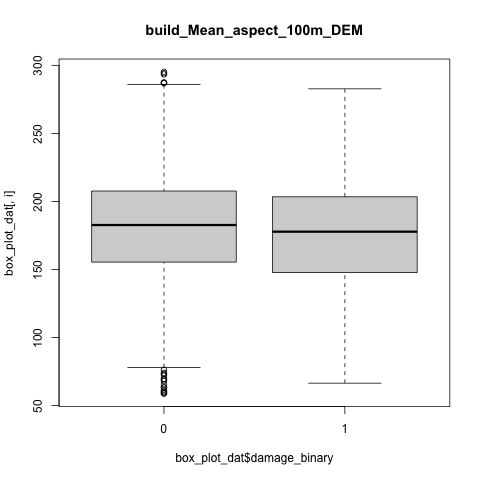 build_Mean_aspect_100m_DEM
box_plot_dat[, i]
300
250
200
150
100
50
0 1
box_plot_dat$damage_binary